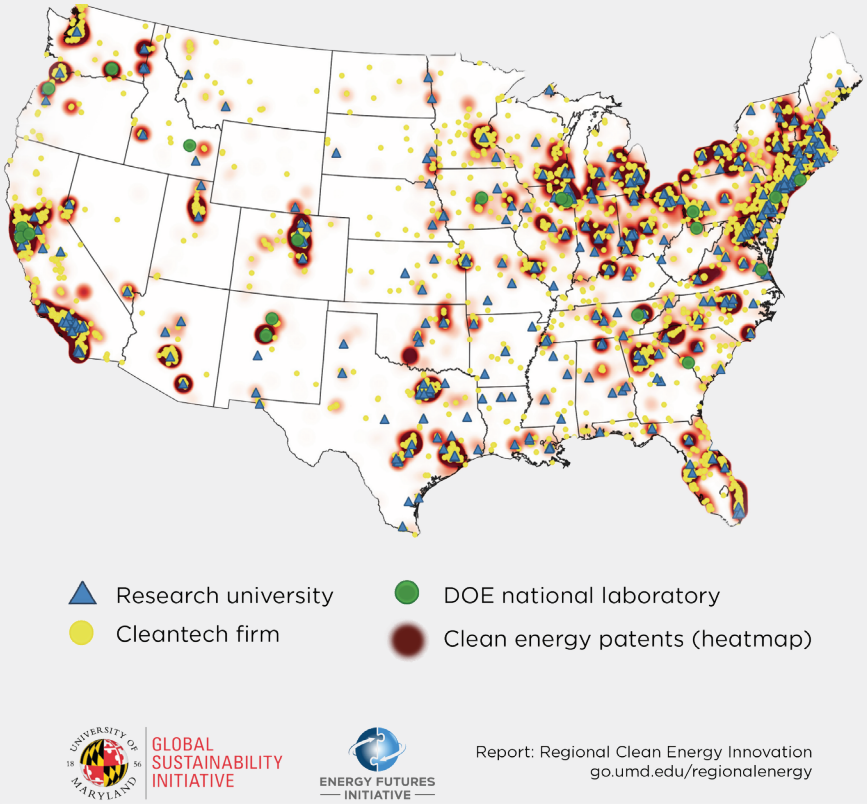 Research university
DOE national laboratory
Cleantech firm
Clean energy patents (heatmap)
UNIVERSITY OF
18 56
MARYLAND
GLOBAL
SUSTAINABILITY
INITIATIVE
ENERGY FUTURES
INITIATIVE
Report: Regional Clean Energy Innovation
go.umd.edu/regionalenergy